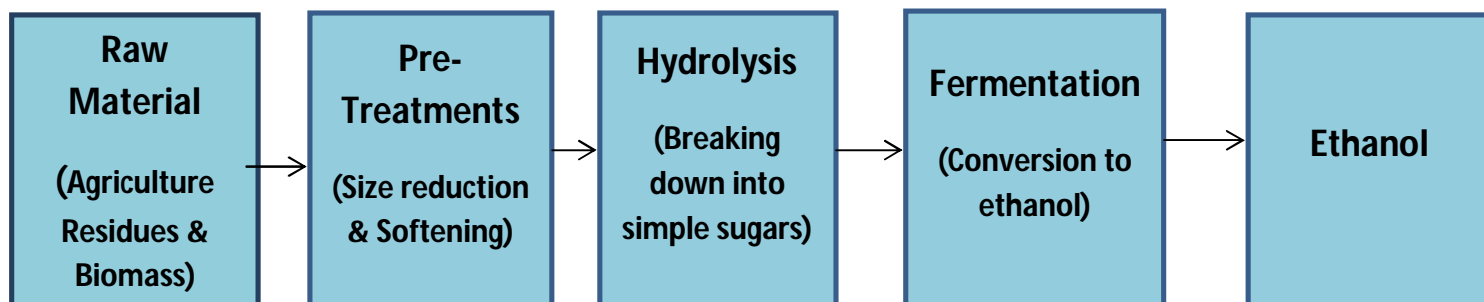 Raw
Material
(Agriculture
Residues &
Biomass)
Pre-
Treatments
(Size reduction
& Softening)
Hydrolysis
(Breaking
down into
simple sugars)
Fermentation
(Conversion to
ethanol)
Ethanol